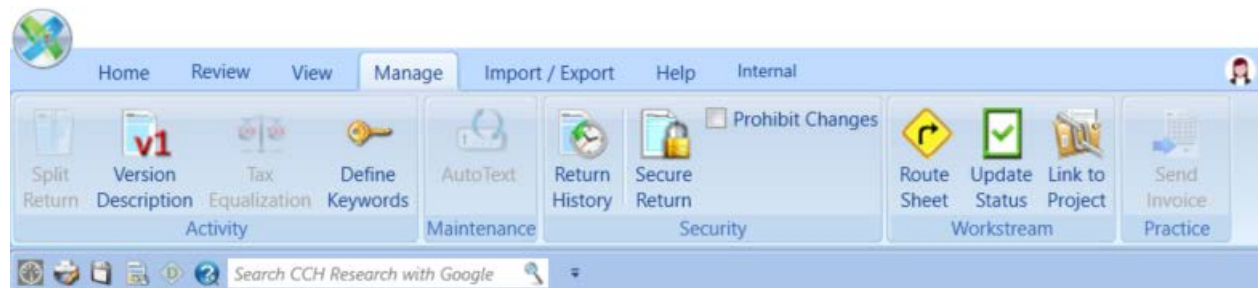 Home Review View Manage Import / Export Help Internal
Split Return
v1
Version Description
Tax Equalization
Define Keywords
AutoText
Return History
Secure Return
Prohibit Changes
Route Sheet
Update Status
Link to Project
Send Invoice
Activity Maintenance Security Workstream Practice
D
?
Search CCH Research with Google